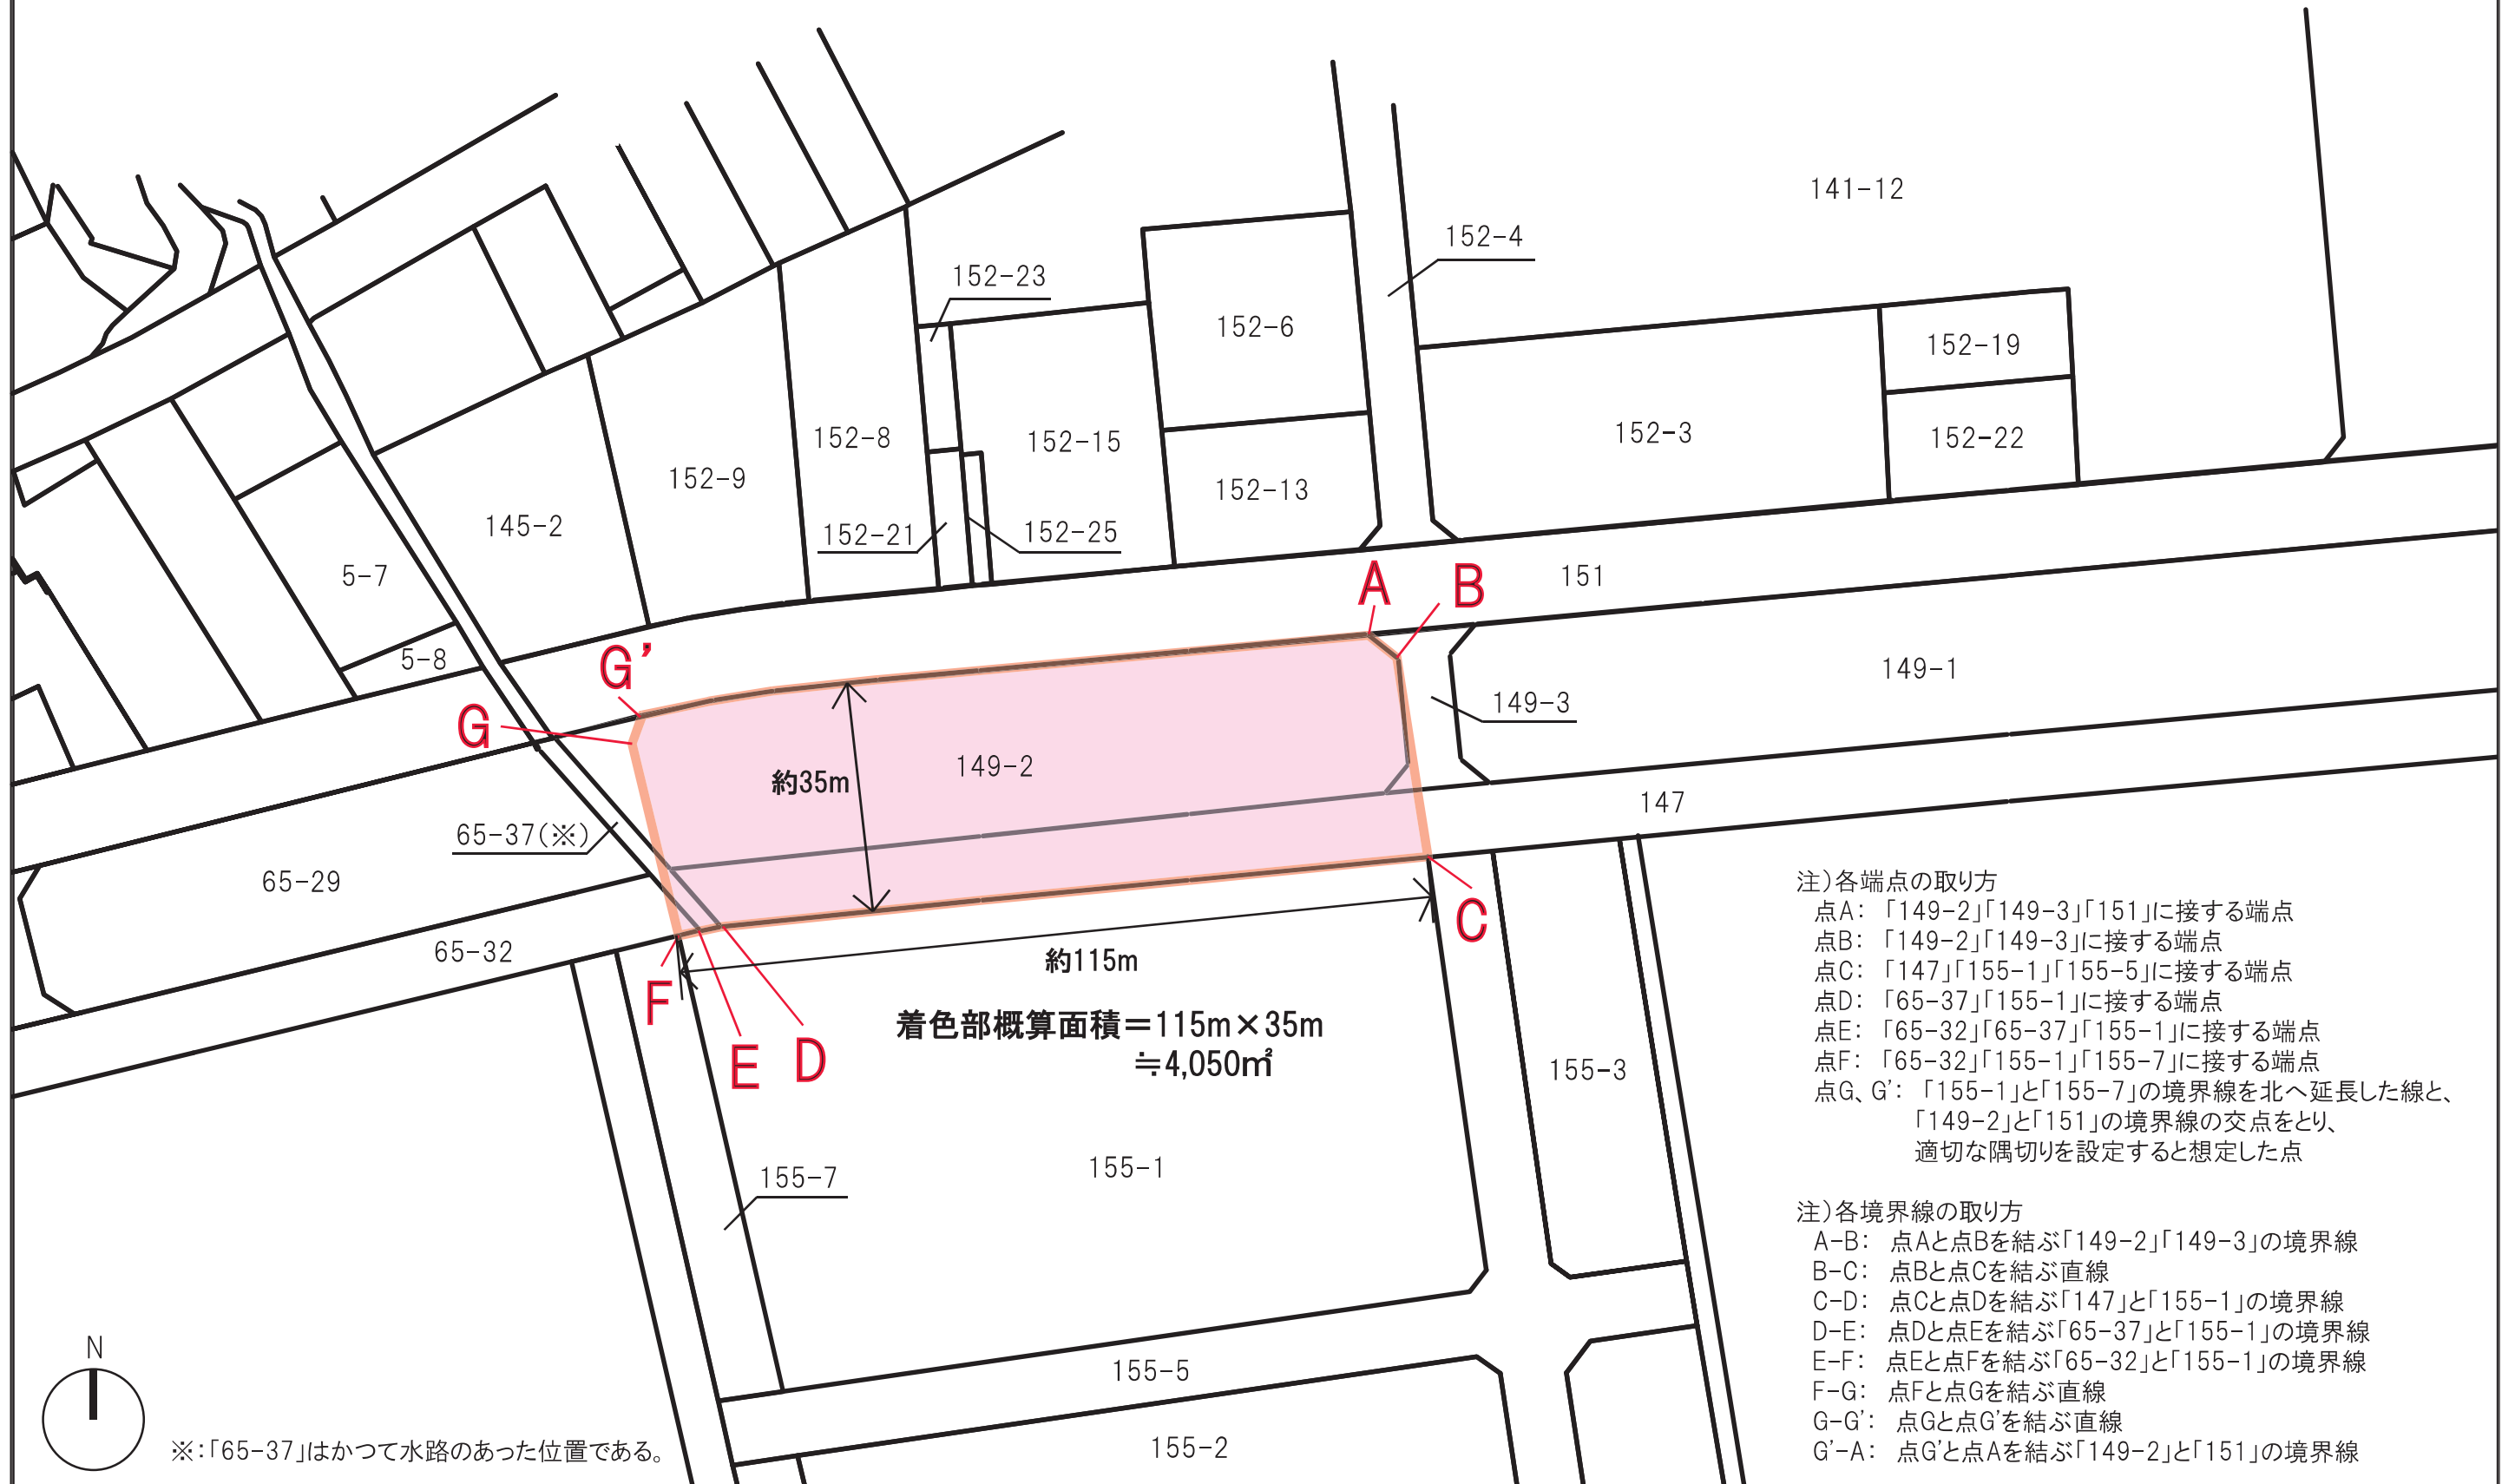 141-12
152-4
152-23
152-6
152-19
152-8
152-15
152-3
152-22
152-9
152-13
145-2
152-21
152-25
5-7
151
A
B
5-8
G'
149-1
149-3
G
149-2
約35m
147
65-37(※)
65-29
C
65-32
約115m
F
着色部概算面積＝115m×35m
≒4,050㎡
E
D
155-3
155-7
155-1
155-5
155-2
注)各端点の取り方
点A：「149-2」「149-3」「151」に接する端点
点B：「149-2」「149-3」に接する端点
点C：「147」「155-1」「155-5」に接する端点
点D：「65-37」「155-1」に接する端点
点E：「65-32」「65-37」「155-1」に接する端点
点F：「65-32」「155-1」「155-7」に接する端点
点G、G'：「155-1」と「155-7」の境界線を北へ延長した線と、
「149-2」と「151」の境界線の交点をとり、
適切な隅切りを設定すると想定した点
注)各境界線の取り方
A-B： 点Aと点Bを結ぶ「149-2」「149-3」の境界線
B-C： 点Bと点Cを結ぶ直線
C-D： 点Cと点Dを結ぶ「147」と「155-1」の境界線
D-E： 点Dと点Eを結ぶ「65-37」と「155-1」の境界線
E-F： 点Eと点Fを結ぶ「65-32」と「155-1」の境界線
F-G： 点Fと点Gを結ぶ直線
G-G'： 点Gと点G'を結ぶ直線
G'-A： 点G'と点Aを結ぶ「149-2」と「151」の境界線
N
※：「65-37」はかつて水路のあった位置である。